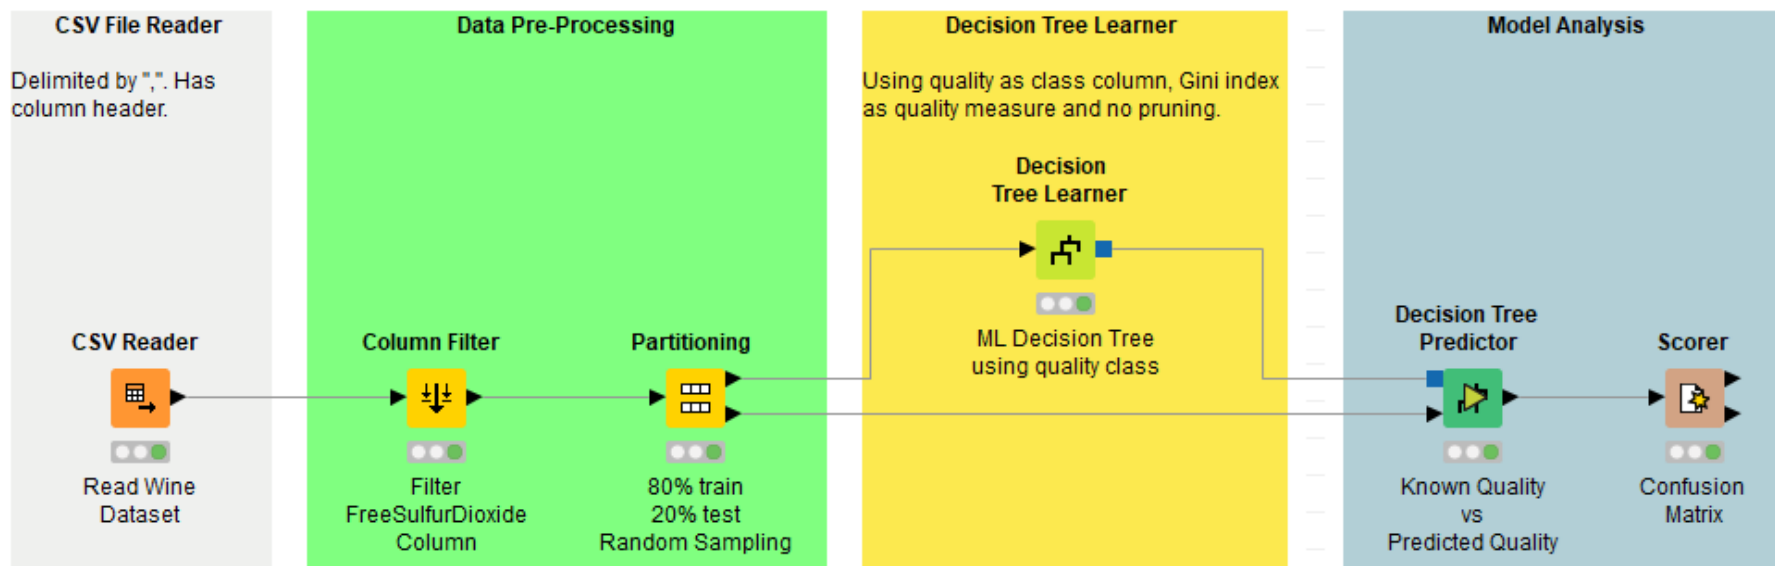 CSV File Reader
Delimited by ",". Has
column header.
CSV Reader
Read Wine
Dataset
Data Pre-Processing
Column Filter
Filter
FreeSulfurDioxide
Column
Partitioning
80% train
20% test
Random Sampling
Decision Tree Learner
Using quality as class column, Gini index
as quality measure and no pruning.
Decision
Tree Learner
ML Decision Tree
using quality class
Model Analysis
Decision Tree
Predictor
Known Quality
vs
Predicted Quality
Scorer
Confusion
Matrix